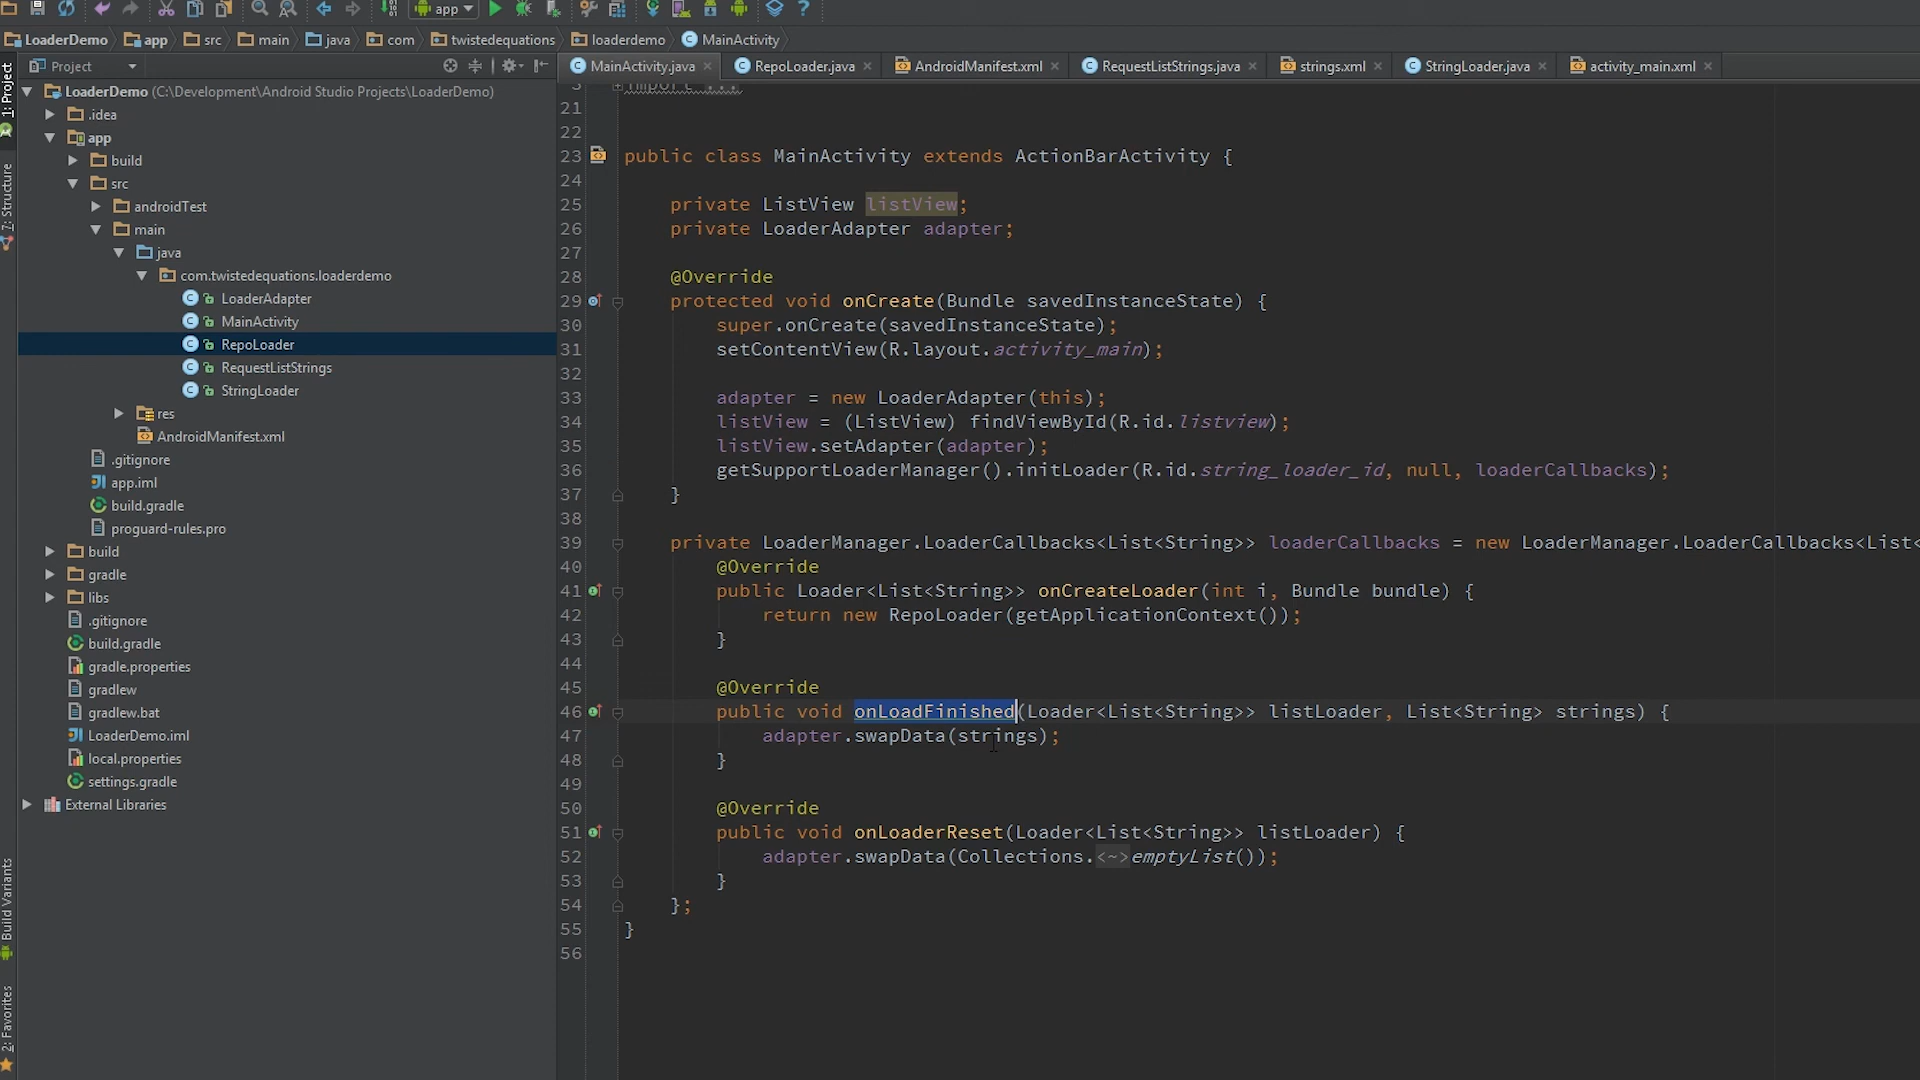 app
LoaderDemo app src main java com twistedequations loaderdemo MainActivity
Project
MainActivity.java RepoLoader.java AndroidManifest.xml RequestListStrings.java strings.xml StringLoader.java activity_main.xml
1: Project
7: Structure
Build Variants
2: Favorites
LoaderDemo (C:\Development\Android Studio Projects\LoaderDemo)
.idea
app
build
src
androidTest
main
java
com.twistedequations.loaderdemo
LoaderAdapter
MainActivity
RepoLoader
RequestListStrings
StringLoader
res
AndroidManifest.xml
.gitignore
app.iml
build.gradle
proguard-rules.pro
build
gradle
libs
.gitignore
build.gradle
gradle.properties
gradlew
gradlew.bat
LoaderDemo.iml
local.properties
settings.gradle
External Libraries
3 import ...
21
22
23 public class MainActivity extends ActionBarActivity {
24
25 private ListView listView;
26 private LoaderAdapter adapter;
27
28 @Override
29 protected void onCreate(Bundle savedInstanceState) {
30 super.onCreate(savedInstanceState);
31 setContentView(R.layout.activity_main);
32
33 adapter = new LoaderAdapter(this);
34 listView = (ListView) findViewById(R.id.listview);
35 listView.setAdapter(adapter);
36 getSupportLoaderManager().initLoader(R.id.string_loader_id, null, loaderCallbacks);
37 }
38
39 private LoaderManager.LoaderCallbacks<List<String>> loaderCallbacks = new LoaderManager.LoaderCallbacks<List<
40 @Override
41 public Loader<List<String>> onCreateLoader(int i, Bundle bundle) {
42 return new RepoLoader(getApplicationContext());
43 }
44
45 @Override
46 public void onLoadFinished(Loader<List<String>> listLoader, List<String> strings) {
47 adapter.swapData(strings);
48 }
49
50 @Override
51 public void onLoaderReset(Loader<List<String>> listLoader) {
52 adapter.swapData(Collections.<~>emptyList());
53 }
54 };
55 }
56